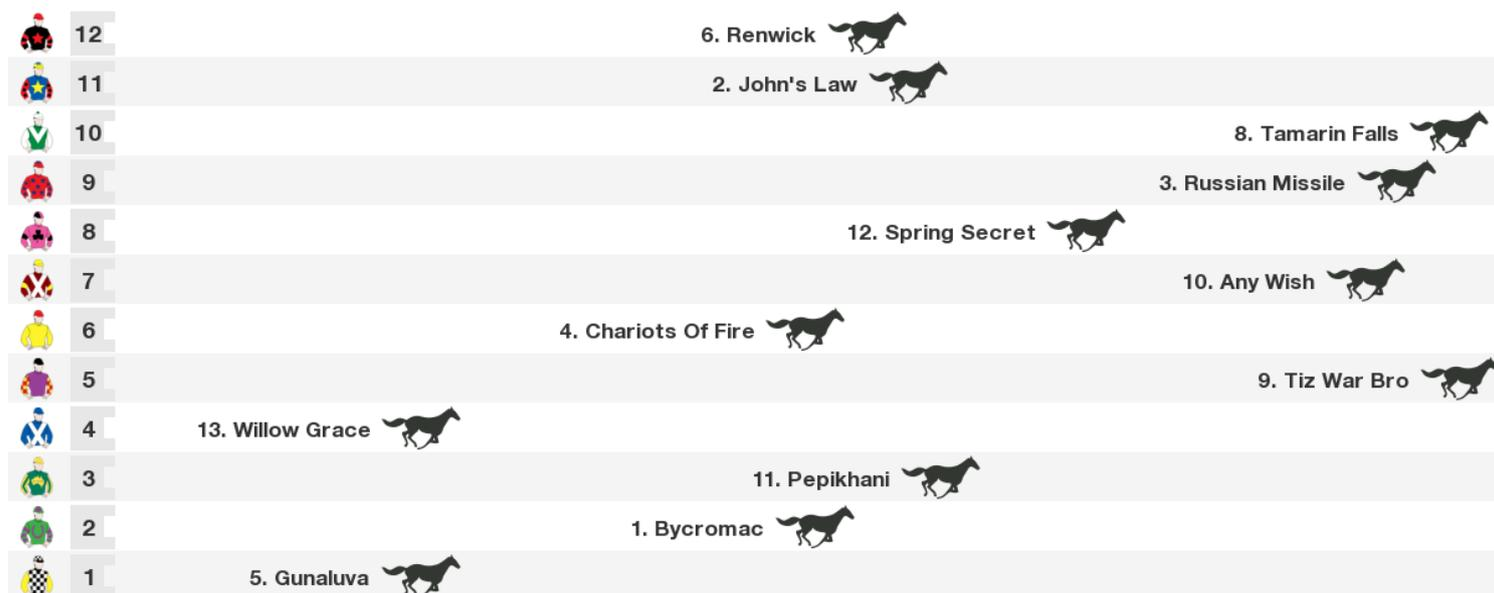 12 6. Renwick
11 2. John's Law
10 8. Tamarin Falls
9 3. Russian Missile
8 12. Spring Secret
7 10. Any Wish
6 4. Chariots Of Fire
5 9. Tiz War Bro
4 13. Willow Grace
3 11. Pepikhani
2 1. Bycromac
1 5. Gunaluva